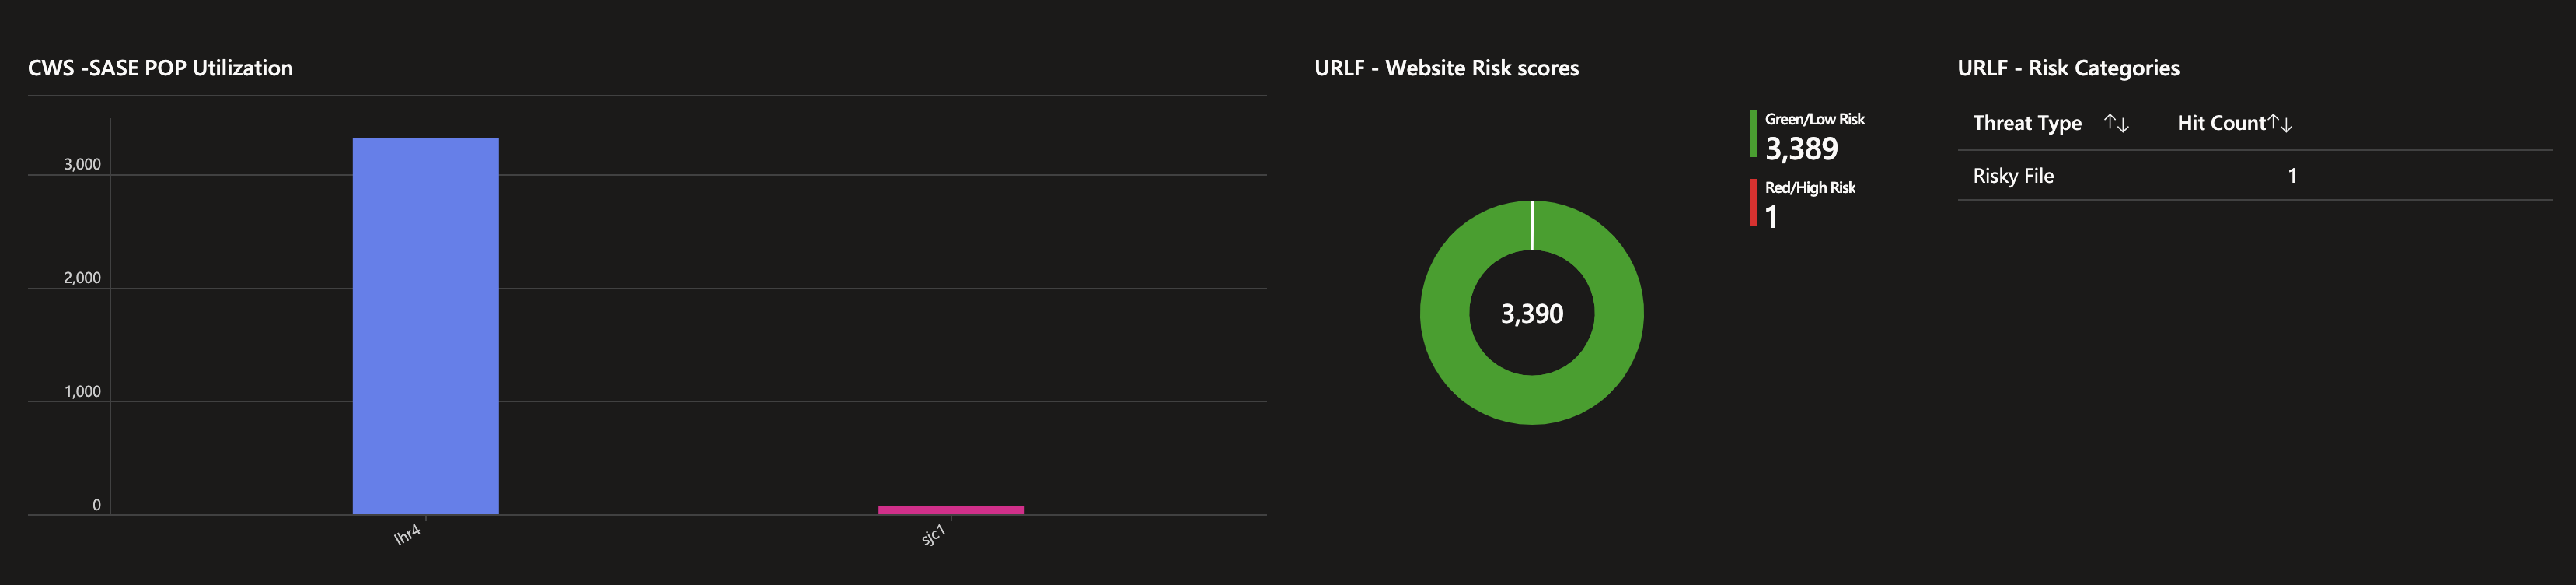 CWS -SASE POP Utilization
3,000
2,000
1,000
0
lhr4
sjc1
URLF - Website Risk scores
Green/Low Risk
3,389
Red/High Risk
1
3,390
URLF - Risk Categories
Threat Type ↑↓ Hit Count↑↓
Risky File 1